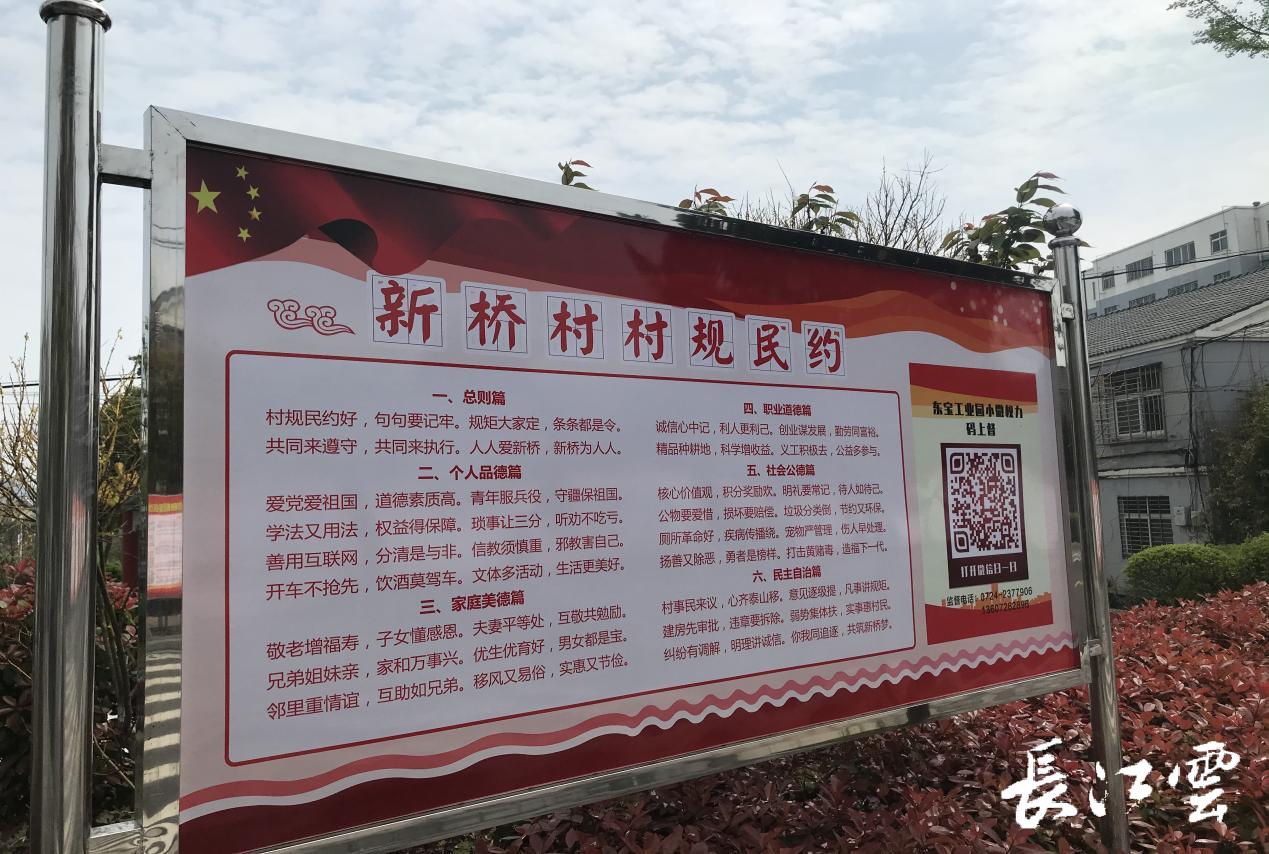 新桥村村规民约
一、总则篇
村规民约好，句句要记牢。规矩大家定，条条都是令。
共同来遵守，共同来执行。人人爱新桥，新桥为人人。
二、个人品德篇
爱党爱祖国，道德素质高。青年服兵役，守疆保祖国。
学法又用法，权益得保障。琐事让三分，听劝不吃亏。
善用互联网，分清是与非。信教须慎重，邪教害自己。
开车不抢先，饮酒莫驾车。文体多活动，生活更美好。
三、家庭美德篇
敬老增福寿，子女懂感恩。夫妻平等处，互敬共勉励。
兄弟姐妹亲，家和万事兴。优生优育好，男女都是宝。
邻里重情谊，互助如兄弟。移风又易俗，实惠又节俭。
四、职业道德篇
诚信心中记，利人更利己。创业谋发展，勤劳同富裕。
精品种耕地，科学增收益。义工积极去，公益多参与。
五、社会公德篇
核心价值观，积分奖励欢。明礼要常记，待人如待己。
公物要爱惜，损坏要赔偿。垃圾分类倒，节约又环保。
厕所革命好，疾病传播绕。宠物严管理，伤人早处理。
扬善又除恶，勇者是榜样。打击黄赌毒，造福下一代。
六、民主自治篇
村事民来议，心齐泰山移。意见逐级提，凡事讲规矩。
建房先审批，违章要拆除。弱势集体扶，实事惠村民。
纠纷有调解，明理讲诚信。你我同追逐，共筑新桥梦。
东宝工业园小微权力
码上督
打开微信扫一扫
监督电话：0724-2377906
13607262696
長江雲